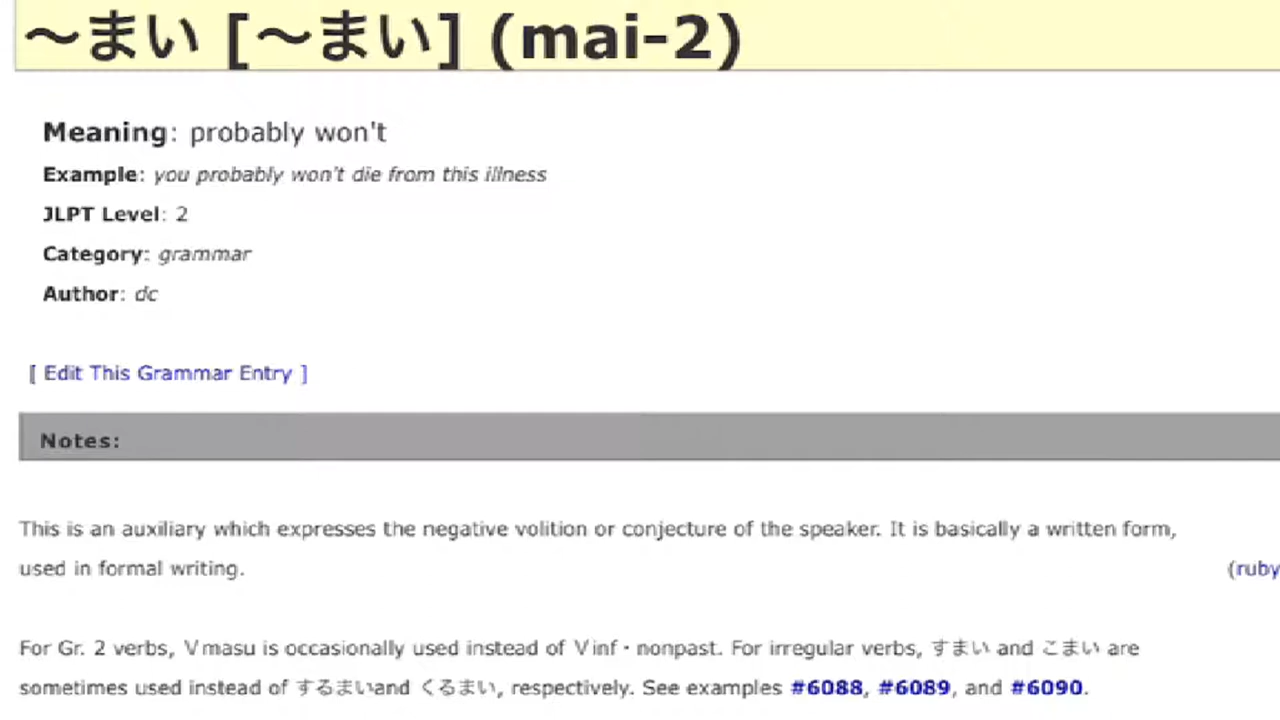 ～まい [～まい] (mai-2)
Meaning: probably won't
Example: you probably won't die from this illness
JLPT Level: 2
Category: grammar
Author: dc
[ Edit This Grammar Entry ]
Notes:
This is an auxiliary which expresses the negative volition or conjecture of the speaker. It is basically a written form,
used in formal writing.
(ruby
For Gr. 2 verbs, Vmasu is occasionally used instead of Vinf・nonpast. For irregular verbs, すまい and こまい are
sometimes used instead of するまいand くるまい, respectively. See examples #6088, #6089, and #6090.